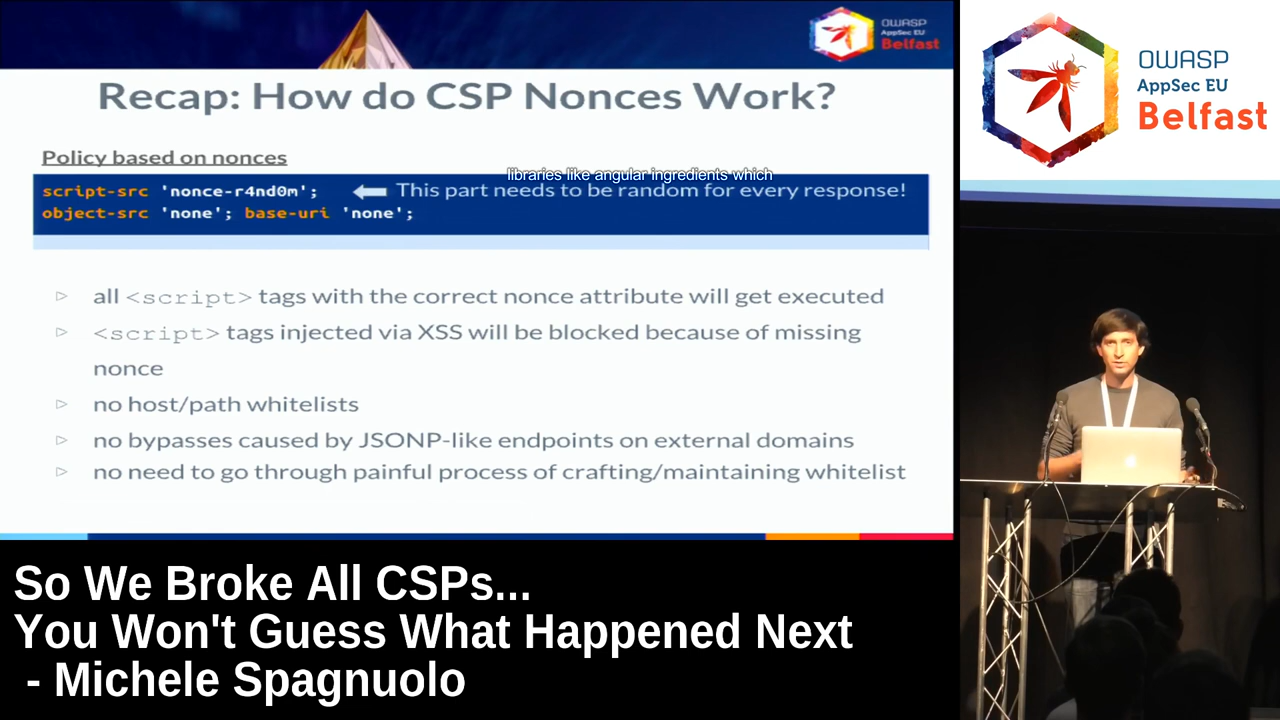 OWASP
AppSec EU
Belfast
Recap: How do CSP Nonces Work?
Policy based on nonces
libraries like angular ingredients which
script-src 'nonce-r4nd0m'; This part needs to be random for every response!
object-src 'none'; base-uri 'none';
all <script> tags with the correct nonce attribute will get executed
<script> tags injected via XSS will be blocked because of missing
nonce
no host/path whitelists
no bypasses caused by JSONP-like endpoints on external domains
no need to go through painful process of crafting/maintaining whitelist
OWASP
AppSec EU
Belfast
So We Broke All CSPs...
You Won't Guess What Happened Next
- Michele Spagnuolo